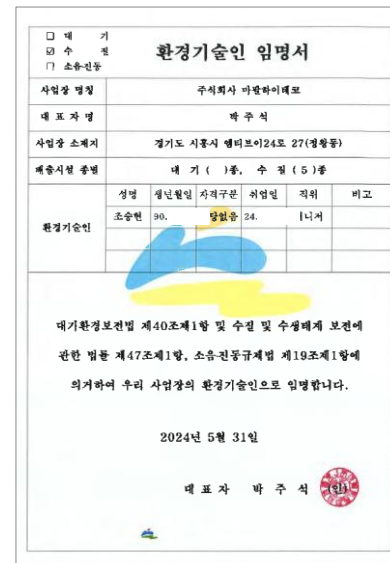 ☐ 대 기
☑ 수 질
☐ 소음·진동
환경기술인 임명서
사업장 명칭 주식회사 마팔하이테코
대 표 자 명 박 주 석
사업장 소재지 경기도 시흥시 엠티브이24로 27(정왕동)
배출시설 종별 대 기 ( )종, 수 질 ( 5 )종
환경기술인 성명 생년월일 자격구분 취업일 직위 비고
조승현 90. 당없음 24. 니저
대기환경보전법 제40조제1항 및 수질 및 수생태계 보전에
관한 법률 제47조제1항, 소음·진동규제법 제19조제1항에
의거하여 우리 사업장의 환경기술인으로 임명합니다.
2024년 5월 31일
대 표 자 박 주 석 (인)